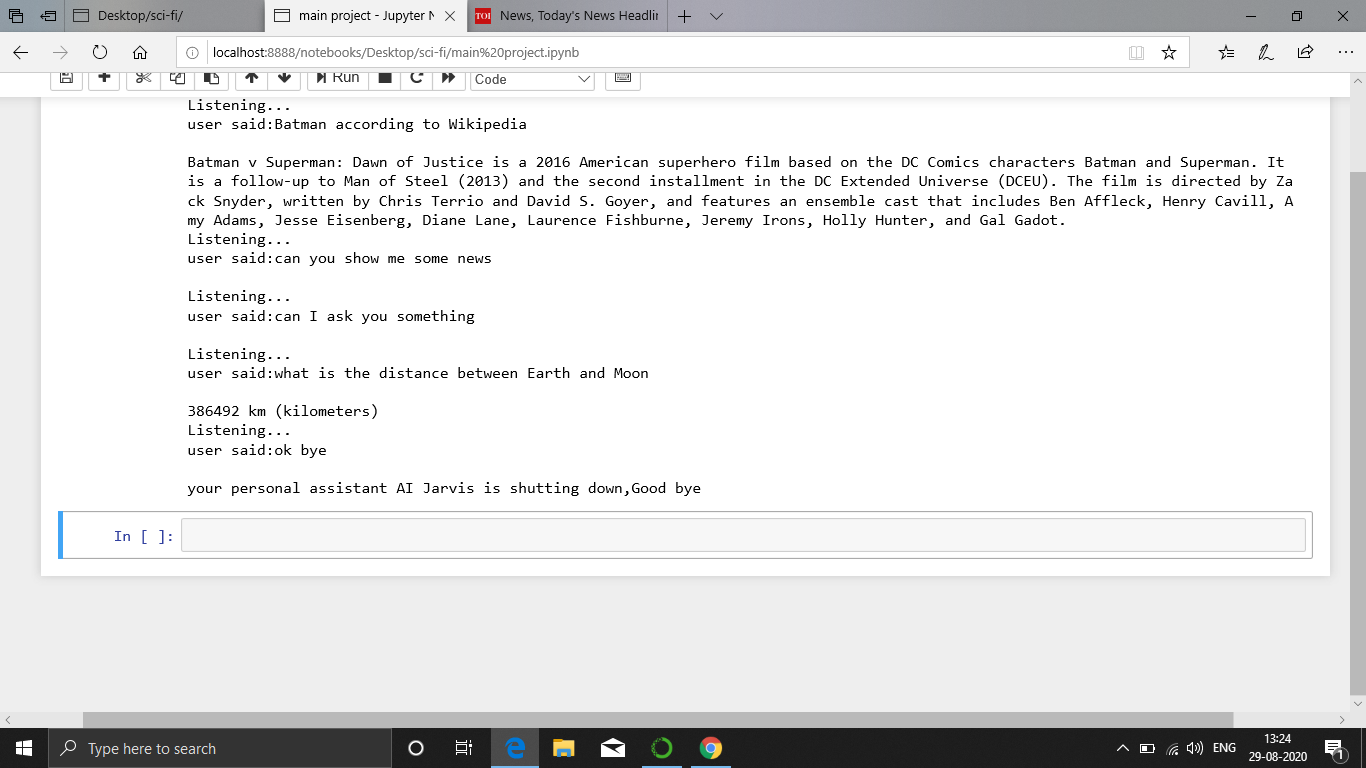 Desktop/sci-fi/
main project - Jupyter N
TOI
News, Today's News Headlin
localhost:8888/notebooks/Desktop/sci-fi/main%20project.ipynb
Run
Code
Listening...
user said:Batman according to Wikipedia
Batman v Superman: Dawn of Justice is a 2016 American superhero film based on the DC Comics characters Batman and Superman. It
is a follow-up to Man of Steel (2013) and the second installment in the DC Extended Universe (DCEU). The film is directed by Za
ck Snyder, written by Chris Terrio and David S. Goyer, and features an ensemble cast that includes Ben Affleck, Henry Cavill, A
my Adams, Jesse Eisenberg, Diane Lane, Laurence Fishburne, Jeremy Irons, Holly Hunter, and Gal Gadot.
Listening...
user said:can you show me some news
Listening...
user said:can I ask you something
Listening...
user said:what is the distance between Earth and Moon
386492 km (kilometers)
Listening...
user said:ok bye
your personal assistant AI Jarvis is shutting down,Good bye
In [ ]:
Type here to search
ENG
13:24
29-08-2020
1